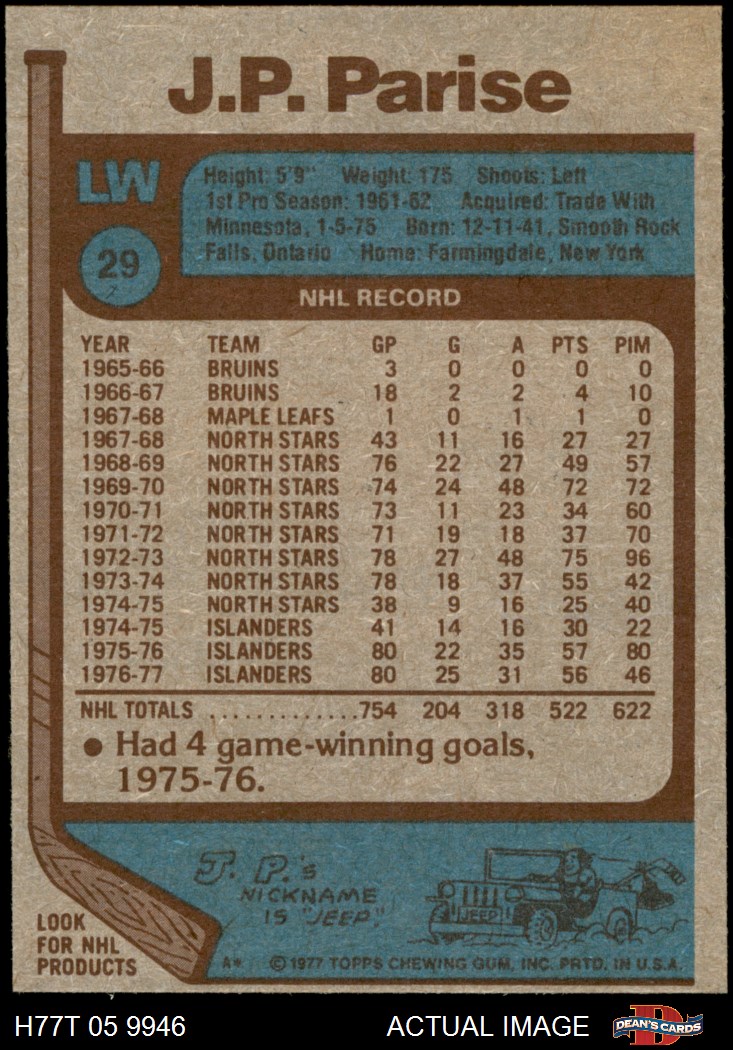 J.P. Parise
LW
Height: 5'9" Weight: 175 Shoots: Left
1st Pro Season: 1961-62 Acquired: Trade With
Minnesota, 1-5-75 Born: 12-11-41, Smooth Rock
Falls, Ontario Home: Farmingdale, New York
29
NHL RECORD
YEAR TEAM GP G A PTS PIM
1965-66 BRUINS 3 0 0 0 0
1966-67 BRUINS 18 2 2 4 10
1967-68 MAPLE LEAFS 1 0 1 1 0
1967-68 NORTH STARS 43 11 16 27 27
1968-69 NORTH STARS 76 22 27 49 57
1969-70 NORTH STARS 74 24 48 72 72
1970-71 NORTH STARS 73 11 23 34 60
1971-72 NORTH STARS 71 19 18 37 70
1972-73 NORTH STARS 78 27 48 75 96
1973-74 NORTH STARS 78 18 37 55 42
1974-75 NORTH STARS 38 9 16 25 40
1974-75 ISLANDERS 41 14 16 30 22
1975-76 ISLANDERS 80 22 35 57 80
1976-77 ISLANDERS 80 25 31 56 46
NHL TOTALS .............754 204 318 522 622
● Had 4 game-winning goals,
1975-76.
J. P.'s
NICKNAME
IS "JEEP."
JEEP
LOOK
FOR NHL
PRODUCTS
A* © 1977 TOPPS CHEWING GUM, INC. PRTD. IN U.S.A.
H77T 05 9946 ACTUAL IMAGE
D
DEAN'S CARDS